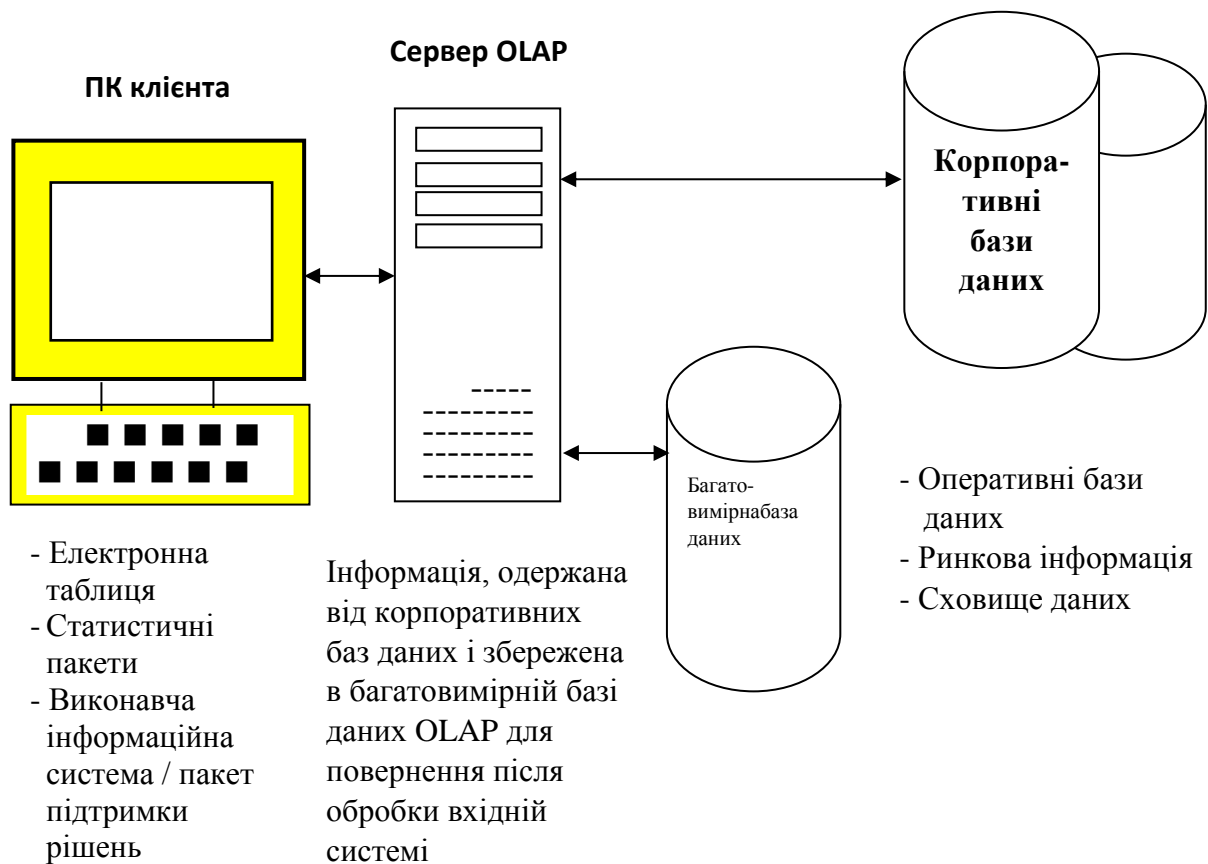 Сервер OLAP
ПК клієнта
Корпора-
тивні
бази
даних
Багато-
вимірнабаза
даних
- Електронна
таблиця
- Статистичні
пакети
- Виконавча
інформаційна
система / пакет
підтримки
рішень
Інформація, одержана
від корпоративних
баз даних і збережена
в багатовимірній базі
даних OLAP для
повернення після
обробки вхідній
системі
- Оперативні бази
даних
- Ринкова інформація
- Сховище даних